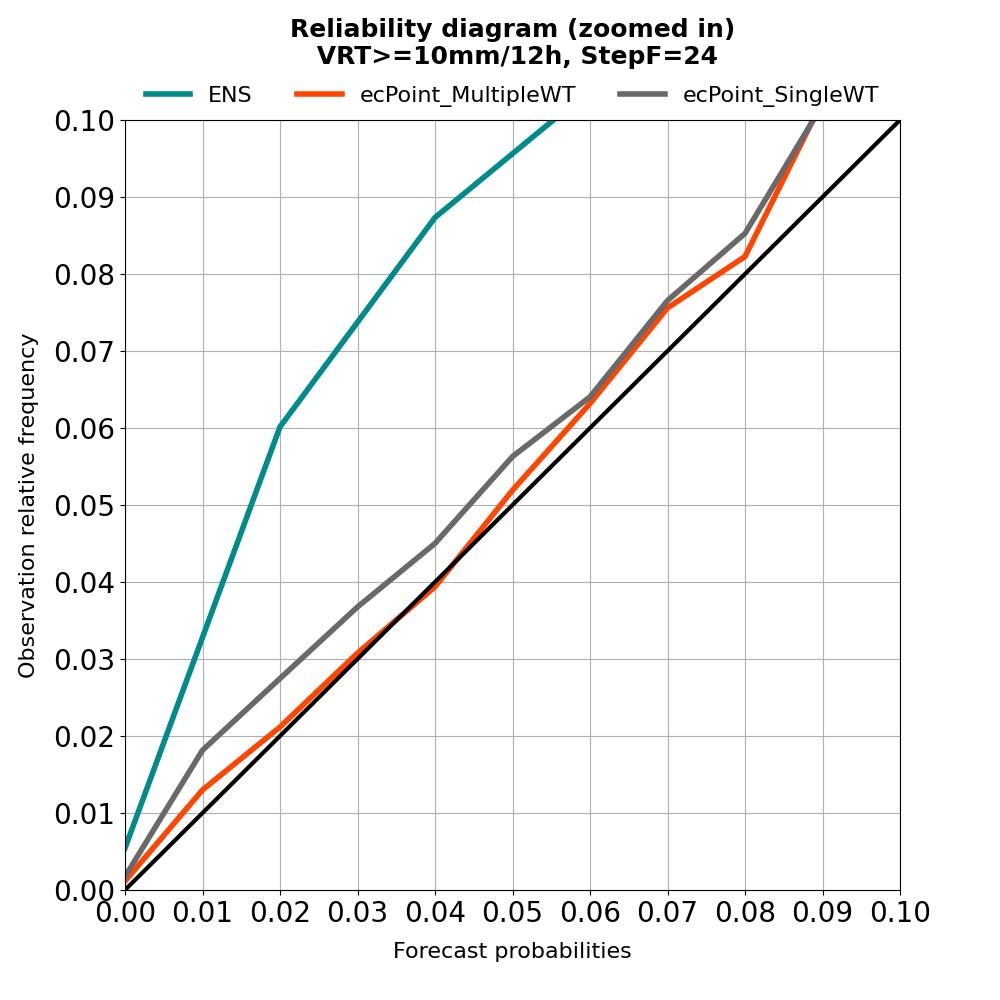 Reliability diagram (zoomed in)
VRT>=10mm/12h, StepF=24
ENS ecPoint_MultipleWT ecPoint_SingleWT
0.10
0.09
0.08
0.07
0.06
0.05
0.04
0.03
0.02
0.01
0.00
Observation relative frequency
0.00 0.01 0.02 0.03 0.04 0.05 0.06 0.07 0.08 0.09 0.10
Forecast probabilities